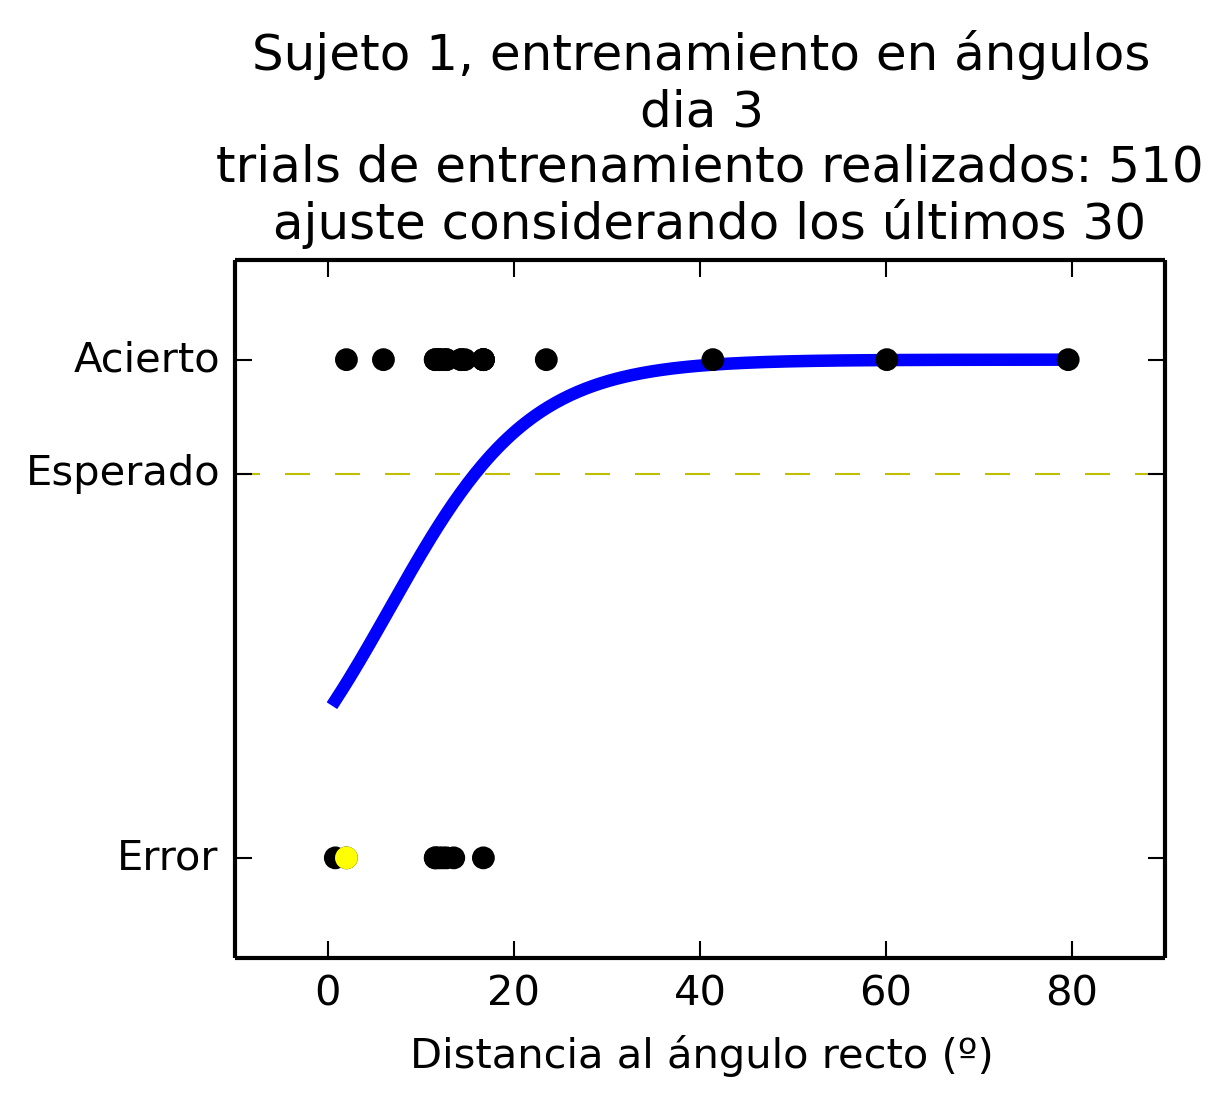 Sujeto 1, entrenamiento en ángulos
dia 3
trials de entrenamiento realizados: 510
ajuste considerando los últimos 30
Acierto
Esperado
Error
0 20 40 60 80
Distancia al ángulo recto (º)